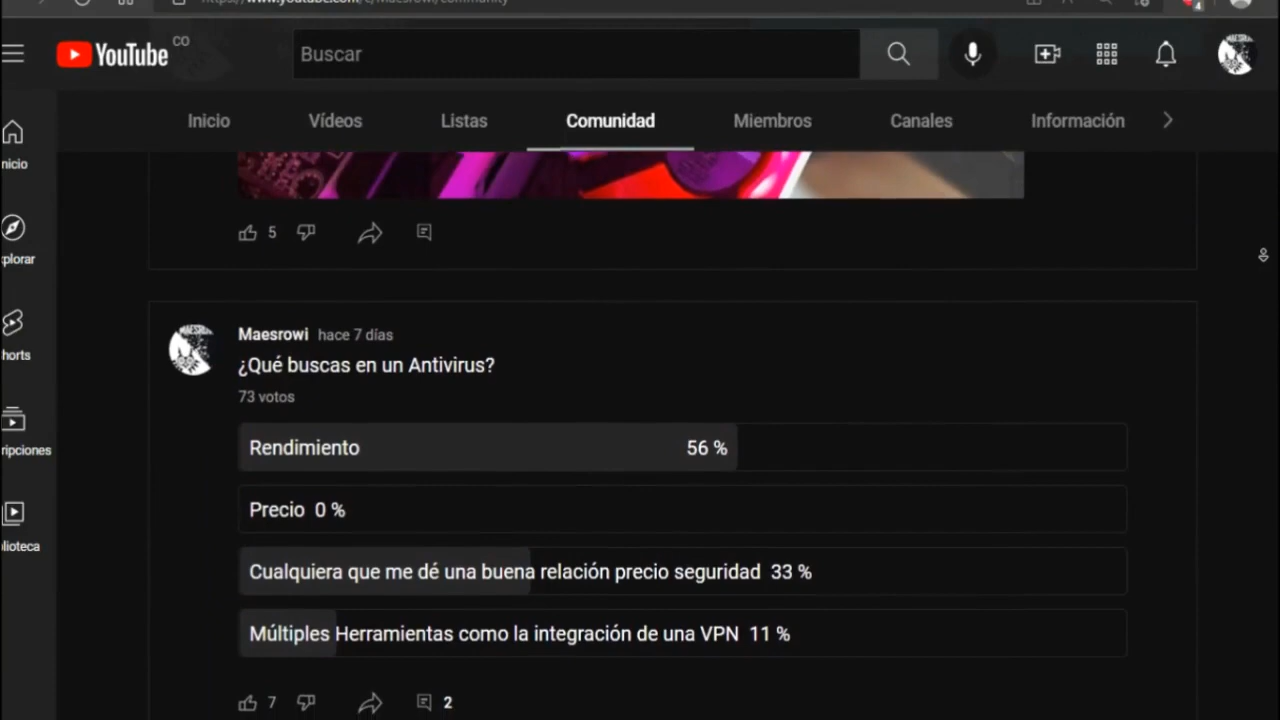 YouTube CO
Buscar
Inicio Vídeos Listas Comunidad Miembros Canales Información
nicio
5
plorar
Maesrowi hace 7 días
horts
¿Qué buscas en un Antivirus?
73 votos
Rendimiento 56 %
ripciones
Precio 0 %
blioteca
Cualquiera que me dé una buena relación precio seguridad 33 %
Múltiples Herramientas como la integración de una VPN 11 %
7 2